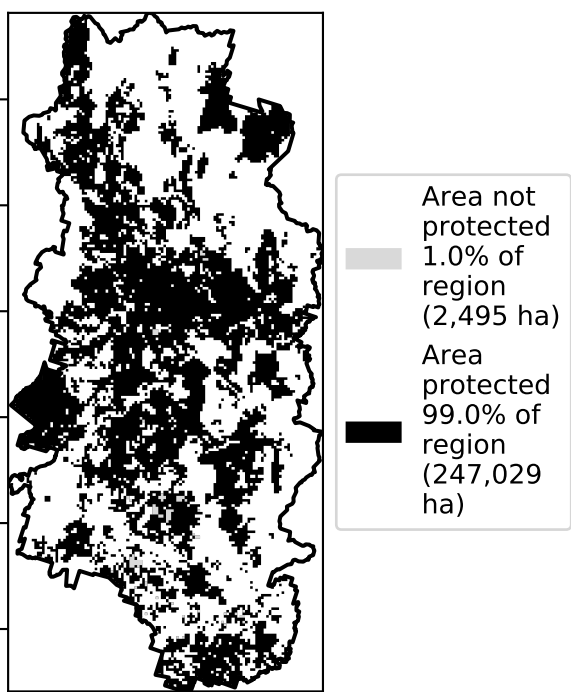 Area not
protected
1.0% of
region
(2,495 ha)
Area
protected
99.0% of
region
(247,029
ha)